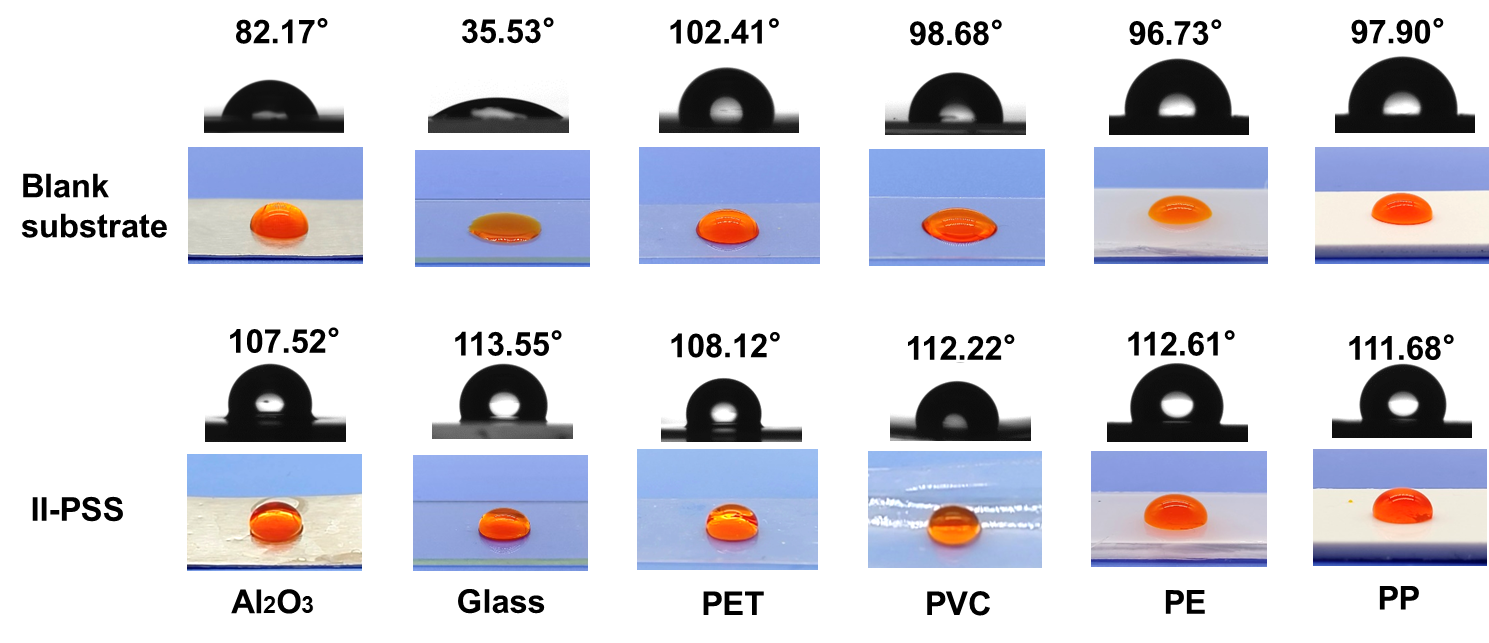 82.17° 35.53° 102.41° 98.68° 96.73° 97.90°
Blank
substrate
107.52° 113.55° 108.12° 112.22° 112.61° 111.68°
II-PSS
Al2O3 Glass PET PVC PE PP